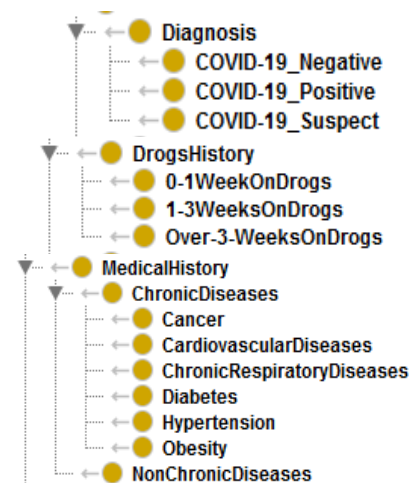 Diagnosis
COVID-19_Negative
COVID-19_Positive
COVID-19_Suspect
DrogsHistory
0-1WeekOnDrogs
1-3WeeksOnDrogs
Over-3-WeeksOnDrogs
MedicalHistory
ChronicDiseases
Cancer
CardiovascularDiseases
ChronicRespiratoryDiseases
Diabetes
Hypertension
Obesity
NonChronicDiseases